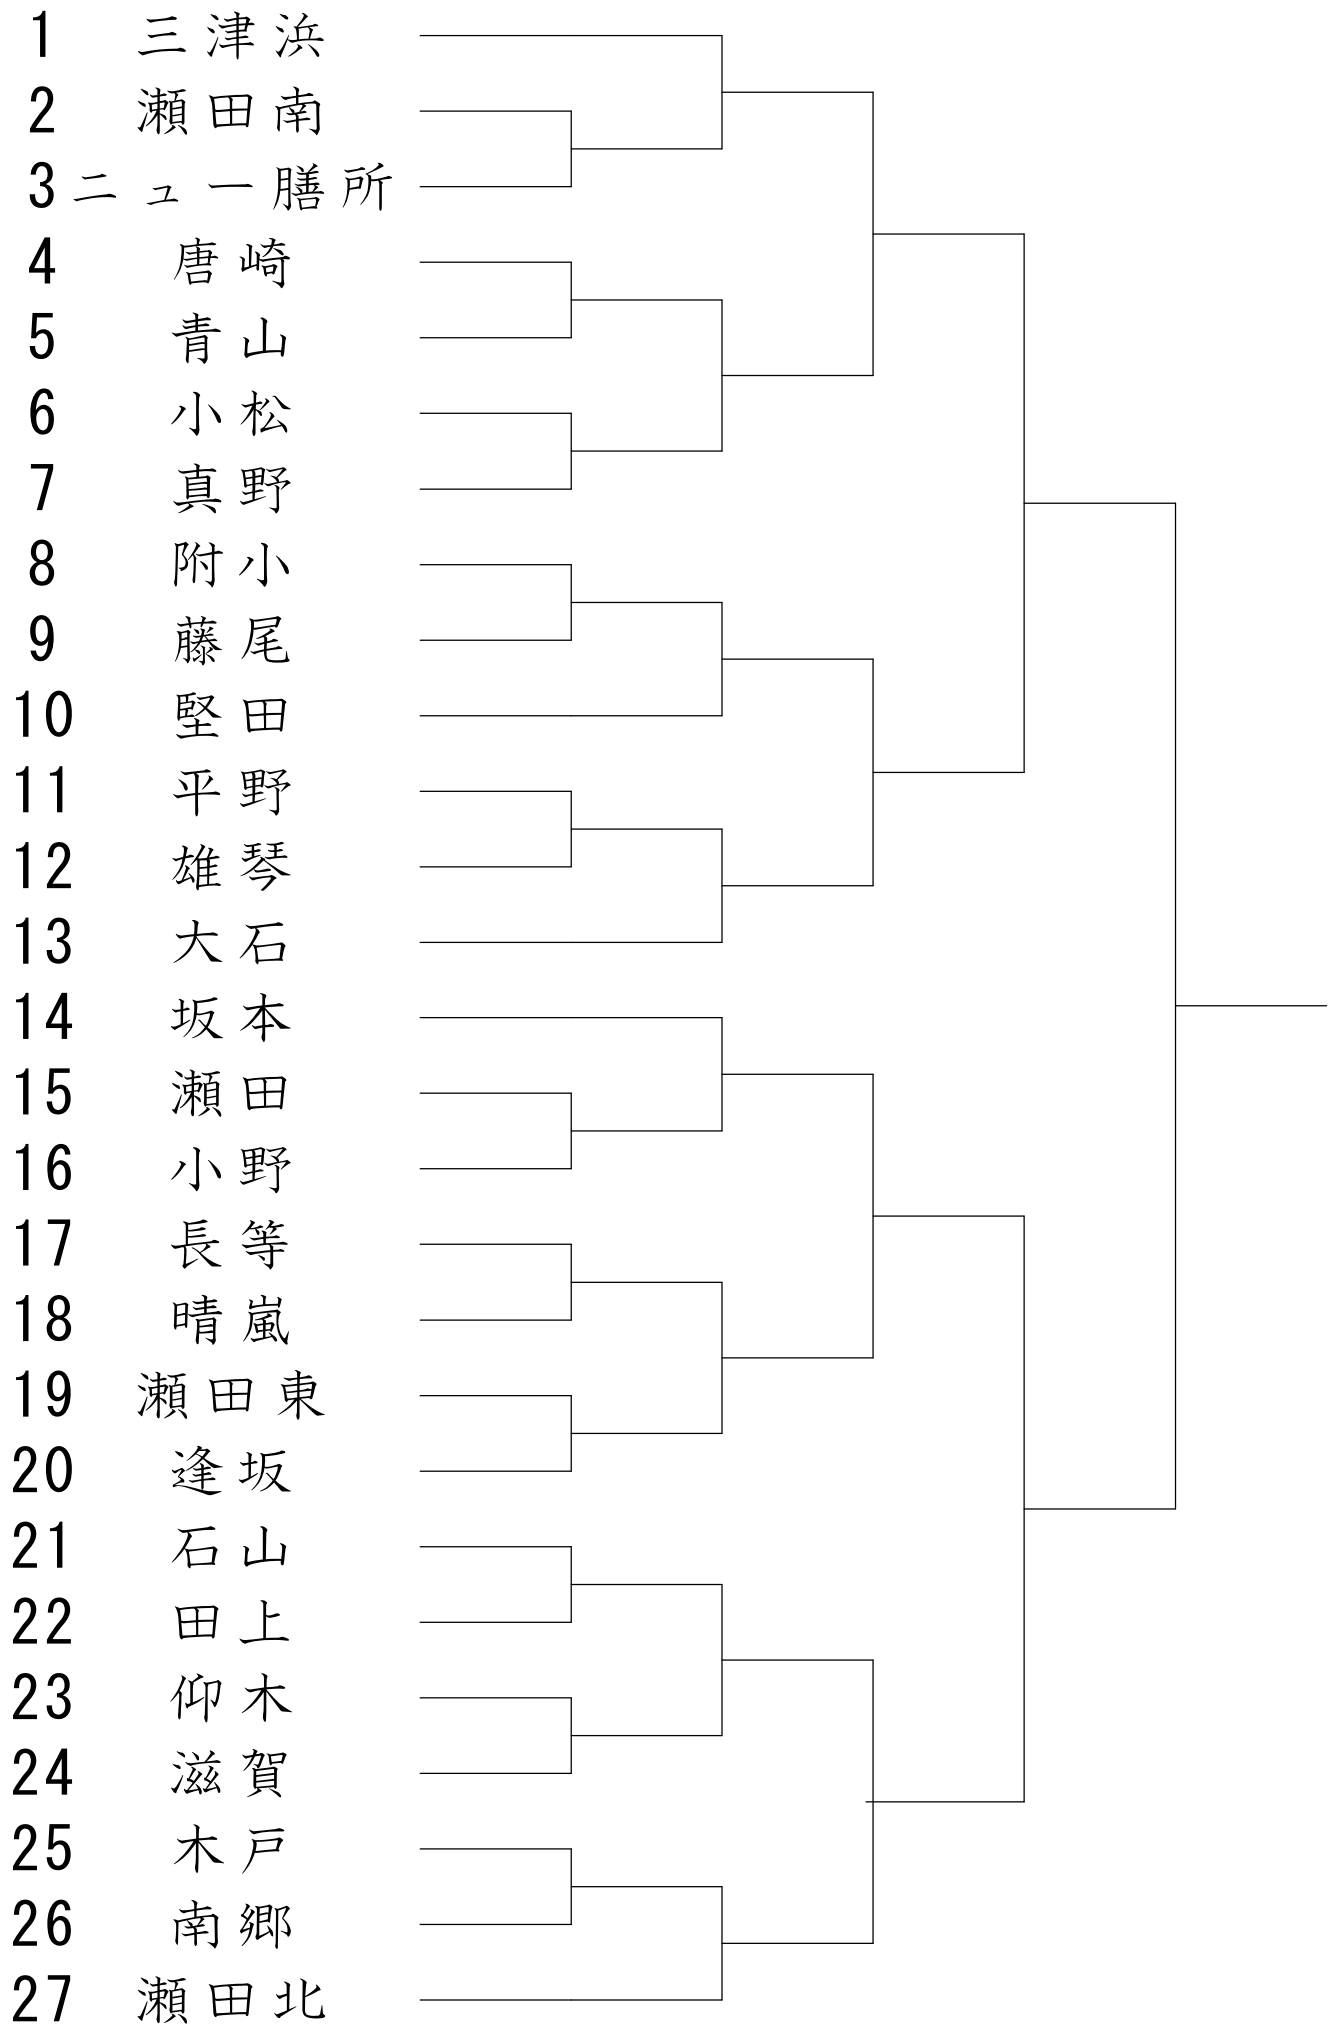 1 三津浜
2 瀬田南
3 ニュー膳所
4 唐崎
5 青山
6 小松
7 真野
8 附小
9 藤尾
10 堅田
11 平野
12 雄琴
13 大石
14 坂本
15 瀬田
16 小野
17 長等
18 晴嵐
19 瀬田東
20 逢坂
21 石山
22 田上
23 仰木
24 滋賀
25 木戸
26 南郷
27 瀬田北